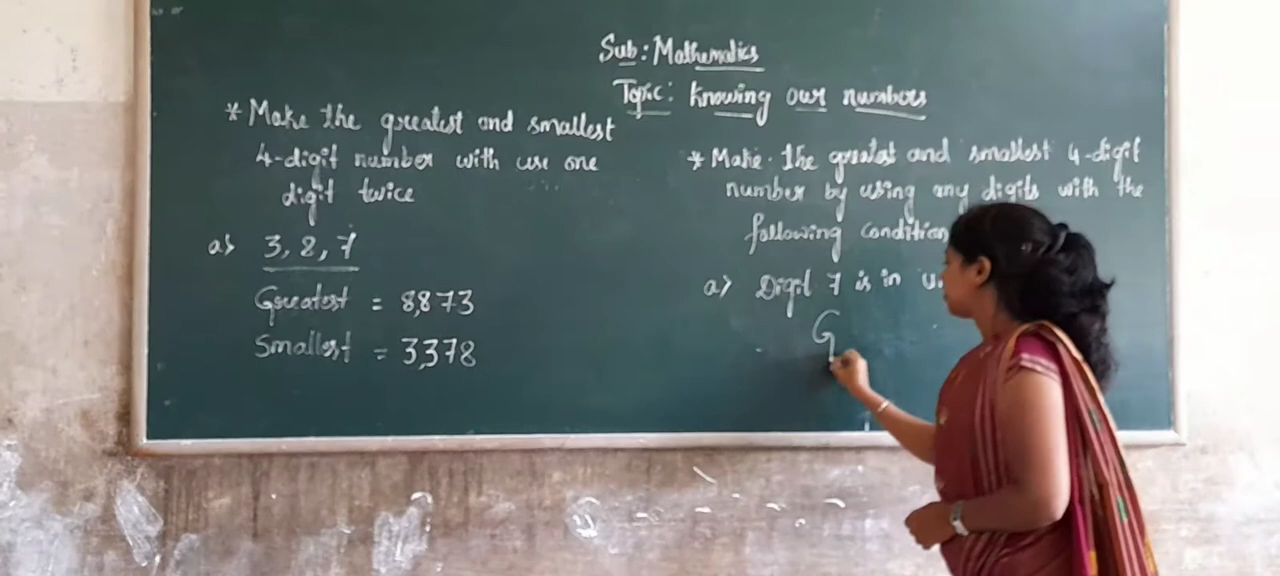 Sub: Mathematics
Topic: Knowing our numbers
* Make the greatest and smallest
4-digit number with use one
digit twice
a) 3, 8, 7
Greatest = 8,873
Smallest = 3,378
* Make the greatest and smallest 4-digit
number by using any digits with the
following condition
a) Digit 7 is in
G